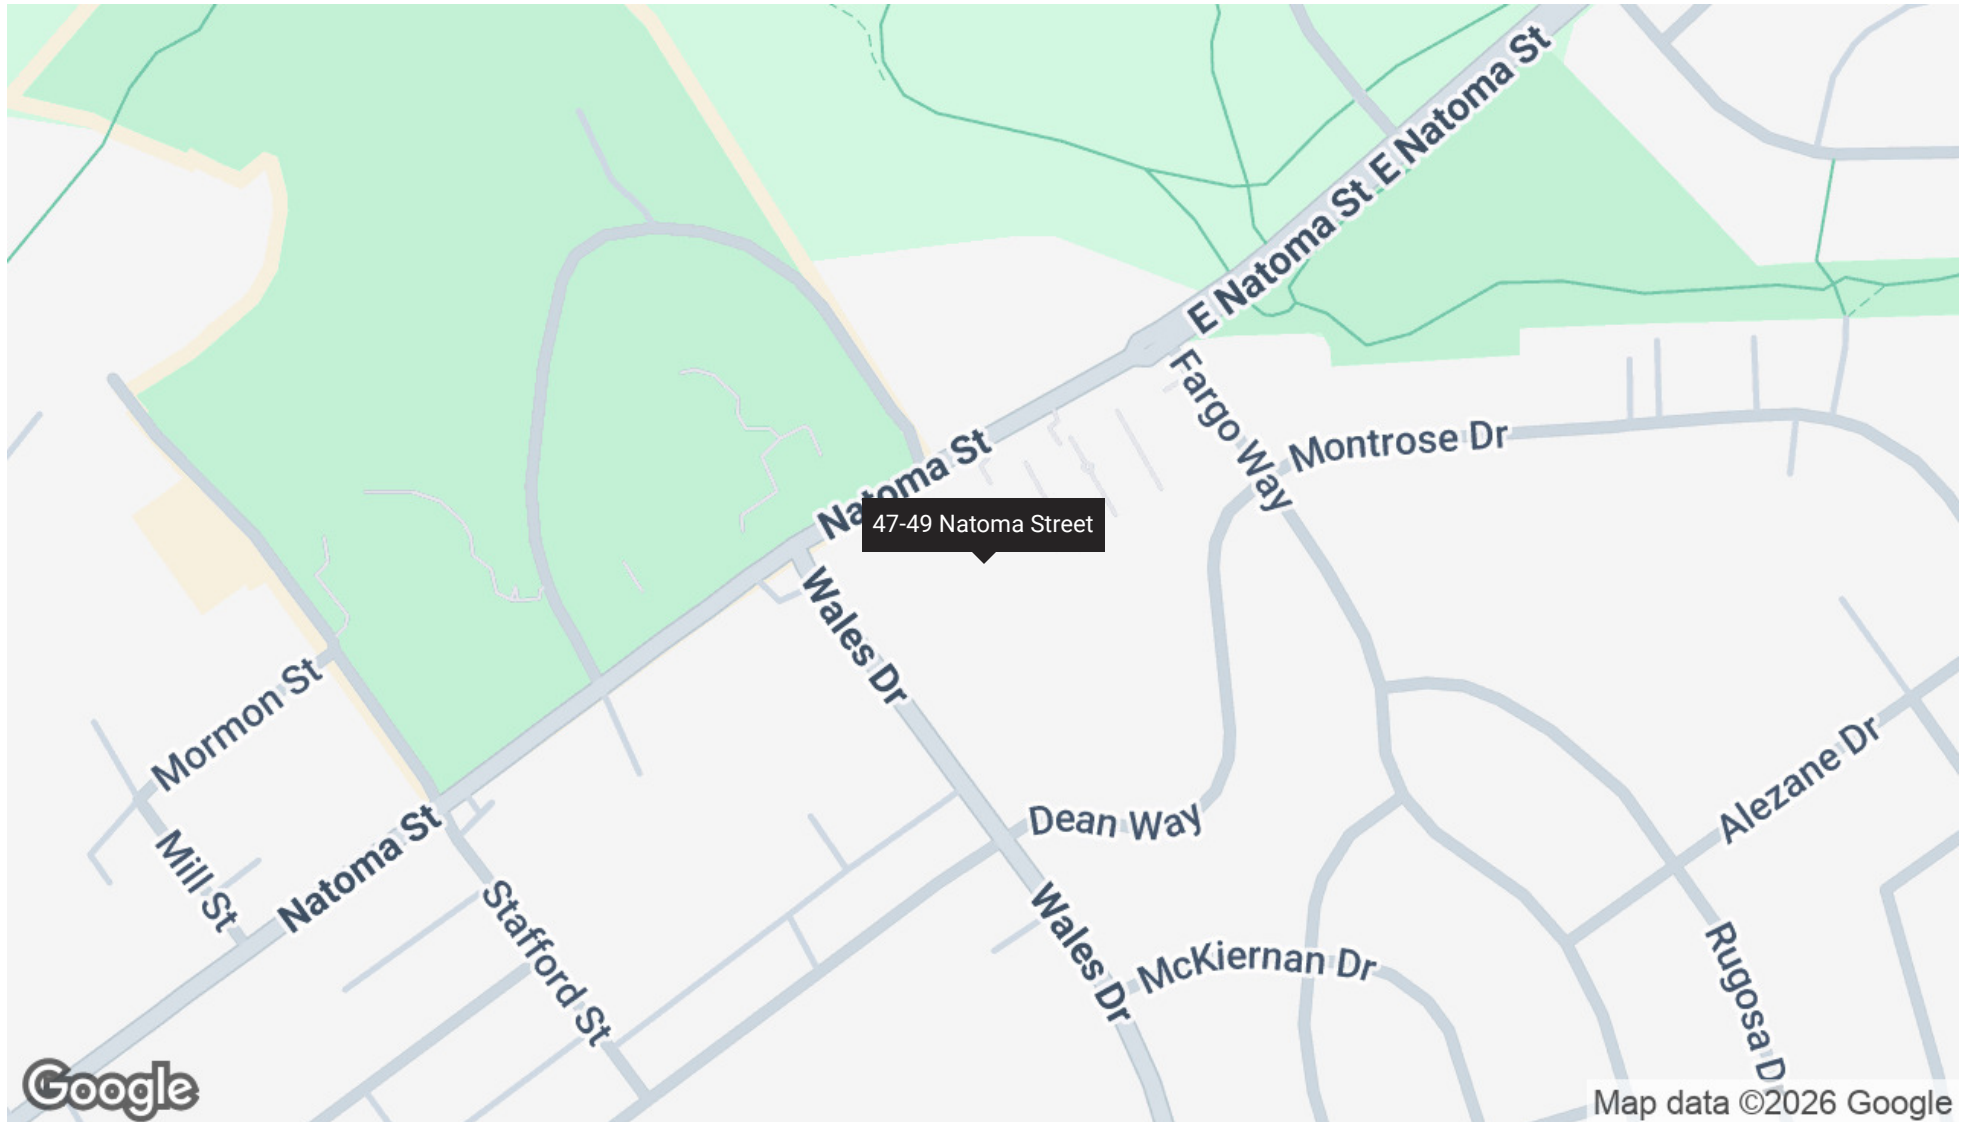 E Natoma St
E Natoma St
Fargo Way
Montrose Dr
Natoma St
47-49 Natoma Street
Wales Dr
Mormon St
Mill St
Natoma St
Stafford St
Dean Way
Alezane Dr
Wales Dr
McKiernan Dr
Rugosa Dr
Google
Map data ©2026 Google